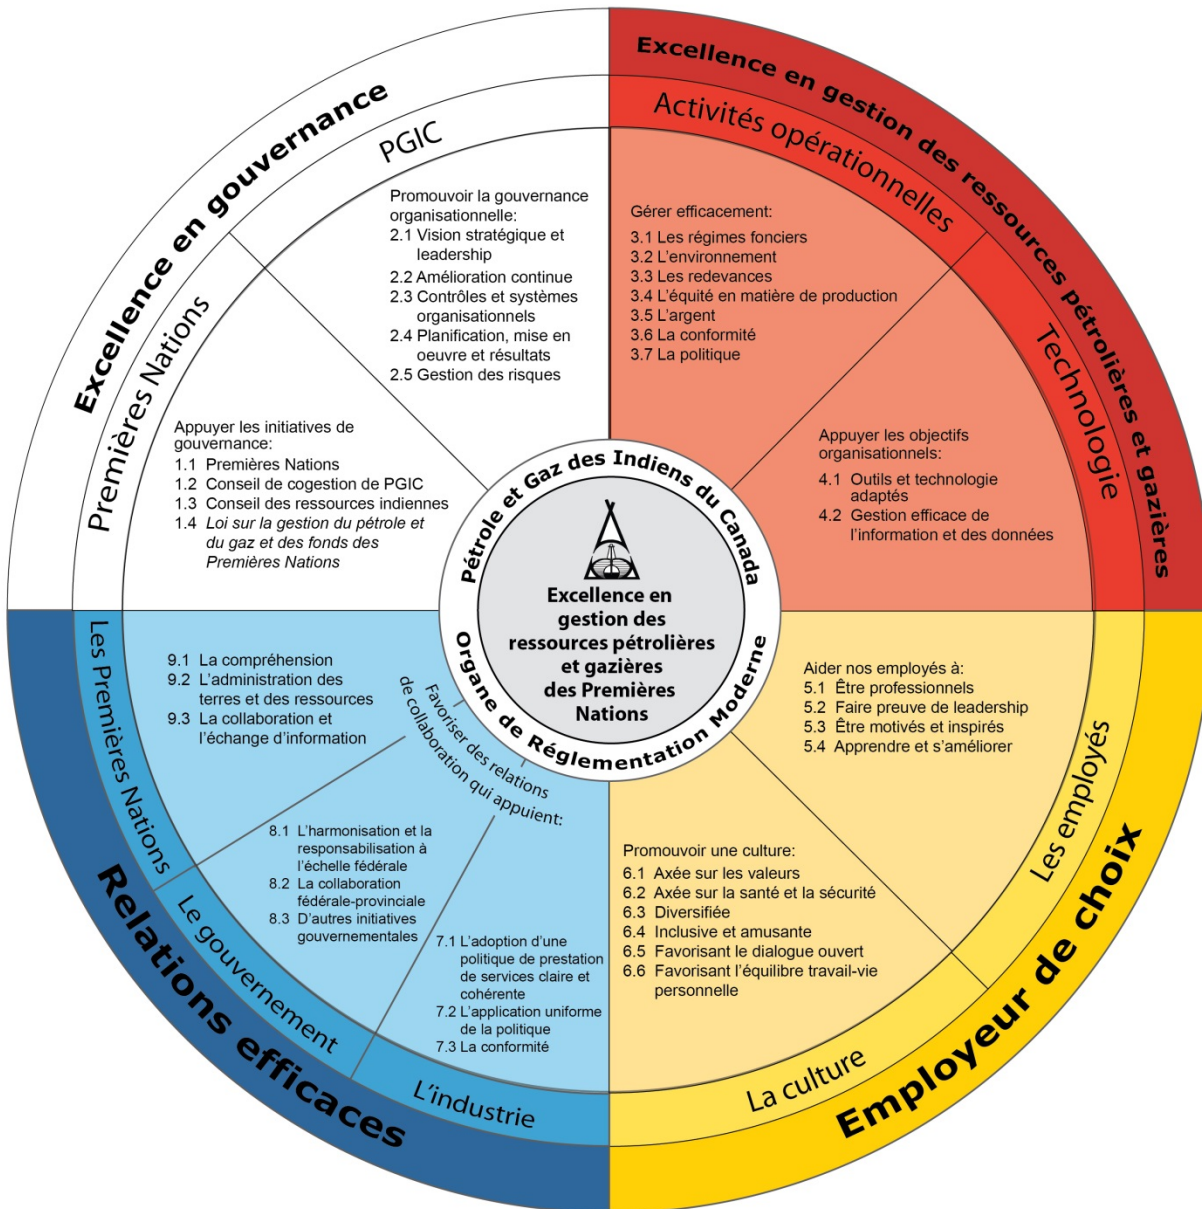 Excellence en gouvernance
PGIC
Promouvoir la gouvernance
organisationnelle:
2.1 Vision stratégique et
leadership
2.2 Amélioration continue
2.3 Contrôles et systèmes
organisationnels
2.4 Planification, mise en
oeuvre et résultats
2.5 Gestion des risques
Premières Nations
Appuyer les initiatives de
gouvernance:
1.1 Premières Nations
1.2 Conseil de cogestion de PGIC
1.3 Conseil des ressources indiennes
1.4 Loi sur la gestion du pétrole et
du gaz et des fonds des
Premières Nations
Excellence en gestion des ressources pétrolières et gazières
Activités opérationnelles
Gérer efficacement:
3.1 Les régimes fonciers
3.2 L'environnement
3.3 Les redevances
3.4 L'équité en matière de production
3.5 L'argent
3.6 La conformité
3.7 La politique
Technologie
Appuyer les objectifs
organisationnels:
4.1 Outils et technologie
adaptés
4.2 Gestion efficace de
l'information et des données
Pétrole et Gaz des Indiens du Canada
Excellence en
gestion des
ressources pétrolières
et gazières
des Premières
Nations
Organe de Réglementation Moderne
Employeur de choix
Les employés
Aider nos employés à:
5.1 Être professionnels
5.2 Faire preuve de leadership
5.3 Être motivés et inspirés
5.4 Apprendre et s'améliorer
La culture
Promouvoir une culture:
6.1 Axée sur les valeurs
6.2 Axée sur la santé et la sécurité
6.3 Diversifiée
6.4 Inclusive et amusante
6.5 Favorisant le dialogue ouvert
6.6 Favorisant l'équilibre travail-vie
personnelle
Relations efficaces
Favoriser des relations
de collaboration qui appuient:
L'industrie
7.1 L'adoption d'une
politique de prestation
de services claire et
cohérente
7.2 L'application uniforme
de la politique
7.3 La conformité
Le gouvernement
8.1 L'harmonisation et la
responsabilisation à
l'échelle fédérale
8.2 La collaboration
fédérale-provinciale
8.3 D'autres initiatives
gouvernementales
Les Premières Nations
9.1 La compréhension
9.2 L'administration des
terres et des ressources
9.3 La collaboration et
l'échange d'information